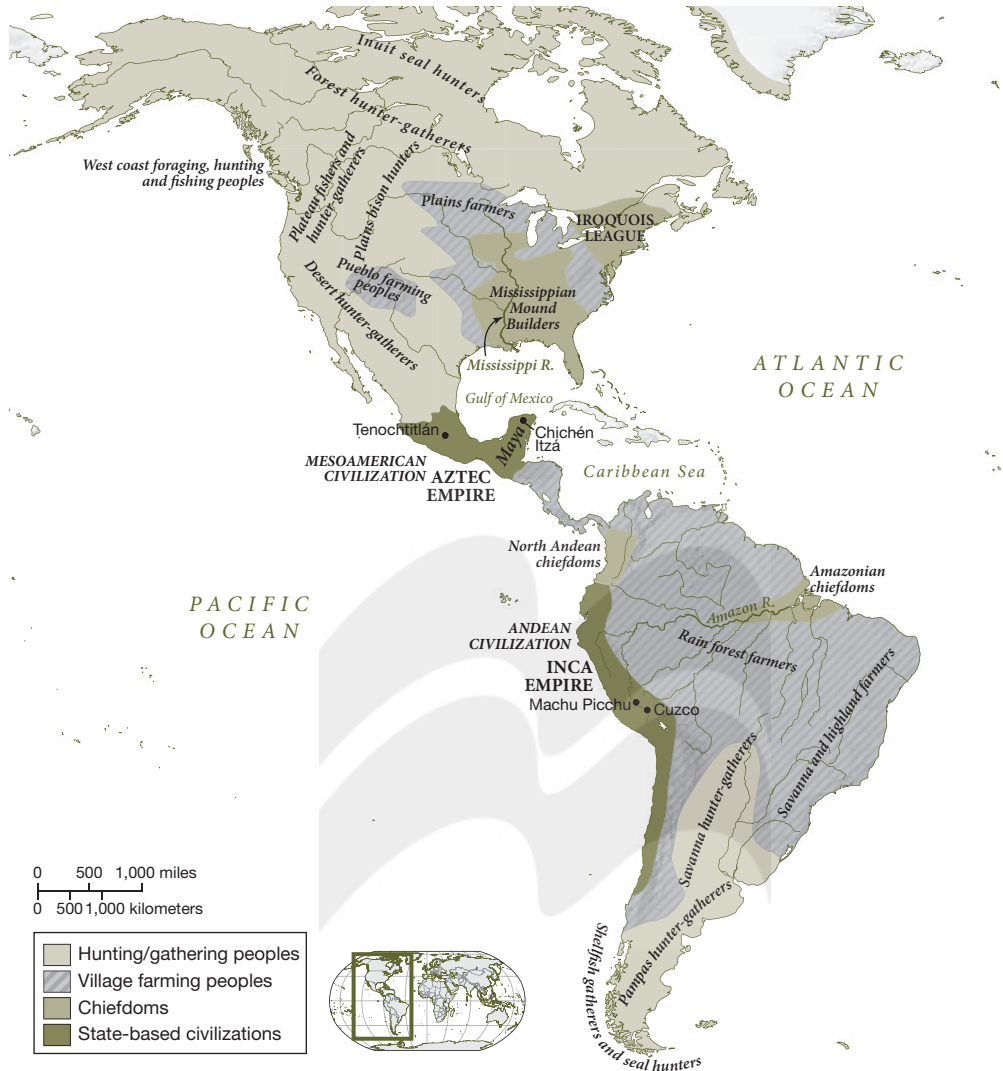 Inuit seal hunters
Forest hunter-gatherers
West coast foraging, hunting
and fishing peoples
Plateau fishers and
hunter-gatherers
Plains bison hunters
Plains farmers
IROQUOIS
LEAGUE
Pueblo farming
peoples
Desert hunter-gatherers
Mississippian
Mound
Builders
Mississippi R.
ATLANTIC
OCEAN
Gulf of Mexico
Tenochtitlán
Maya
Chichén
Itzá
MESOAMERICAN
CIVILIZATION
AZTEC
EMPIRE
Caribbean Sea
North Andean
chiefdoms
Amazonian
chiefdoms
PACIFIC
OCEAN
Amazon R.
ANDEAN
CIVILIZATION
Rain forest farmers
INCA
EMPIRE
Machu Picchu
Cuzco
Savanna and highland farmers
Savanna hunter-gatherers
Pampas hunter-gatherers
Shellfish gatherers and seal hunters
0 500 1,000 miles
0 500 1,000 kilometers
Hunting/gathering peoples
Village farming peoples
Chiefdoms
State-based civilizations